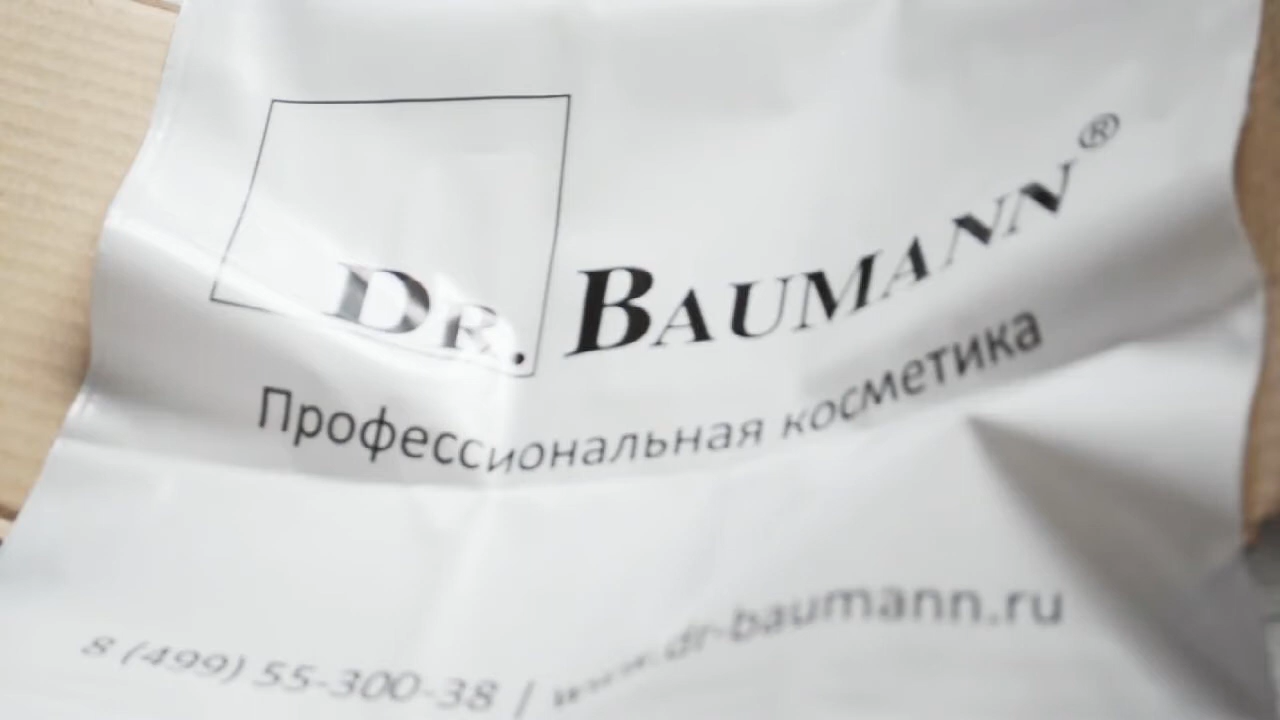 DR. BAUMANN®
Профессиональная косметика
8 (499) 55-300-38 | www.dr-baumann.ru